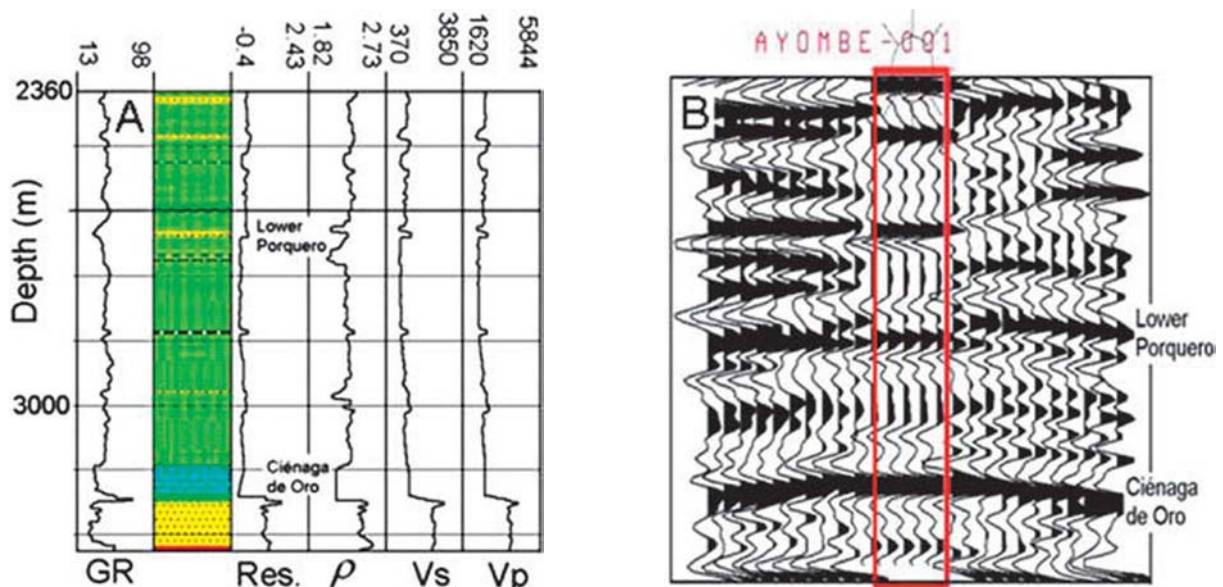 13
98
-0.4
2.43
1.82
2.73
370
3850
1620
5844
2360
A
Depth (m)
Lower
Porquero
3000
Ciénaga
de Oro
GR
Res.
ρ
Vs
Vp
AYOMBE-001
B
Lower
Porquero
Ciénaga
de Oro